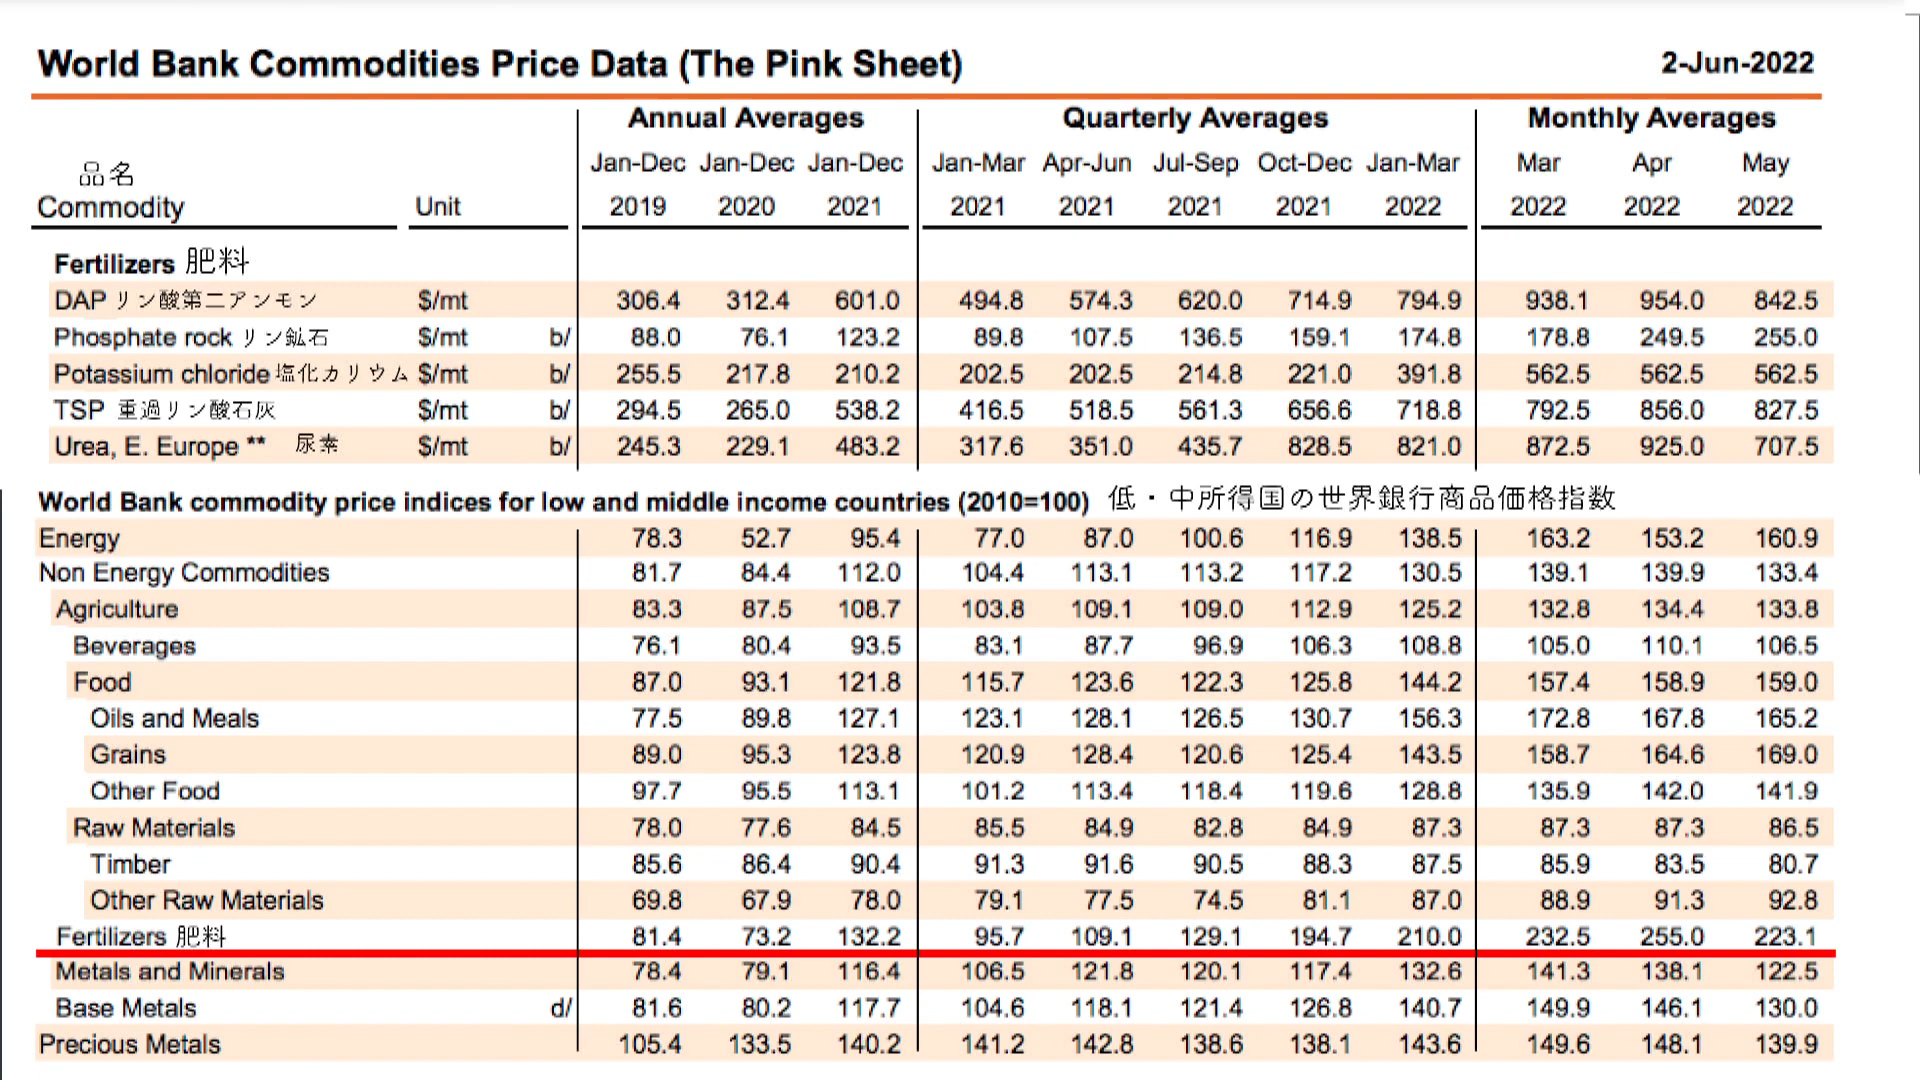 World Bank Commodities Price Data (The Pink Sheet) 2-Jun-2022
Annual Averages Quarterly Averages Monthly Averages
品名 Jan-Dec Jan-Dec Jan-Dec Jan-Mar Apr-Jun Jul-Sep Oct-Dec Jan-Mar Mar Apr May
Commodity Unit 2019 2020 2021 2021 2021 2021 2021 2022 2022 2022 2022
Fertilizers 肥料
DAP リン酸第二アンモン $/mt 306.4 312.4 601.0 494.8 574.3 620.0 714.9 794.9 938.1 954.0 842.5
Phosphate rock リン鉱石 $/mt b/ 88.0 76.1 123.2 89.8 107.5 136.5 159.1 174.8 178.8 249.5 255.0
Potassium chloride 塩化カリウム $/mt b/ 255.5 217.8 210.2 202.5 202.5 214.8 221.0 391.8 562.5 562.5 562.5
TSP 重過リン酸石灰 $/mt b/ 294.5 265.0 538.2 416.5 518.5 561.3 656.6 718.8 792.5 856.0 827.5
Urea, E. Europe ** 尿素 $/mt b/ 245.3 229.1 483.2 317.6 351.0 435.7 828.5 821.0 872.5 925.0 707.5
World Bank commodity price indices for low and middle income countries (2010=100) 低・中所得国の世界銀行商品価格指数
Energy 78.3 52.7 95.4 77.0 87.0 100.6 116.9 138.5 163.2 153.2 160.9
Non Energy Commodities 81.7 84.4 112.0 104.4 113.1 113.2 117.2 130.5 139.1 139.9 133.4
Agriculture 83.3 87.5 108.7 103.8 109.1 109.0 112.9 125.2 132.8 134.4 133.8
Beverages 76.1 80.4 93.5 83.1 87.7 96.9 106.3 108.8 105.0 110.1 106.5
Food 87.0 93.1 121.8 115.7 123.6 122.3 125.8 144.2 157.4 158.9 159.0
Oils and Meals 77.5 89.8 127.1 123.1 128.1 126.5 130.7 156.3 172.8 167.8 165.2
Grains 89.0 95.3 123.8 120.9 128.4 120.6 125.4 143.5 158.7 164.6 169.0
Other Food 97.7 95.5 113.1 101.2 113.4 118.4 119.6 128.8 135.9 142.0 141.9
Raw Materials 78.0 77.6 84.5 85.5 84.9 82.8 84.9 87.3 87.3 87.3 86.5
Timber 85.6 86.4 90.4 91.3 91.6 90.5 88.3 87.5 85.9 83.5 80.7
Other Raw Materials 69.8 67.9 78.0 79.1 77.5 74.5 81.1 87.0 88.9 91.3 92.8
Fertilizers 肥料 81.4 73.2 132.2 95.7 109.1 129.1 194.7 210.0 232.5 255.0 223.1
Metals and Minerals 78.4 79.1 116.4 106.5 121.8 120.1 117.4 132.6 141.3 138.1 122.5
Base Metals d/ 81.6 80.2 117.7 104.6 118.1 121.4 126.8 140.7 149.9 146.1 130.0
Precious Metals 105.4 133.5 140.2 141.2 142.8 138.6 138.1 143.6 149.6 148.1 139.9